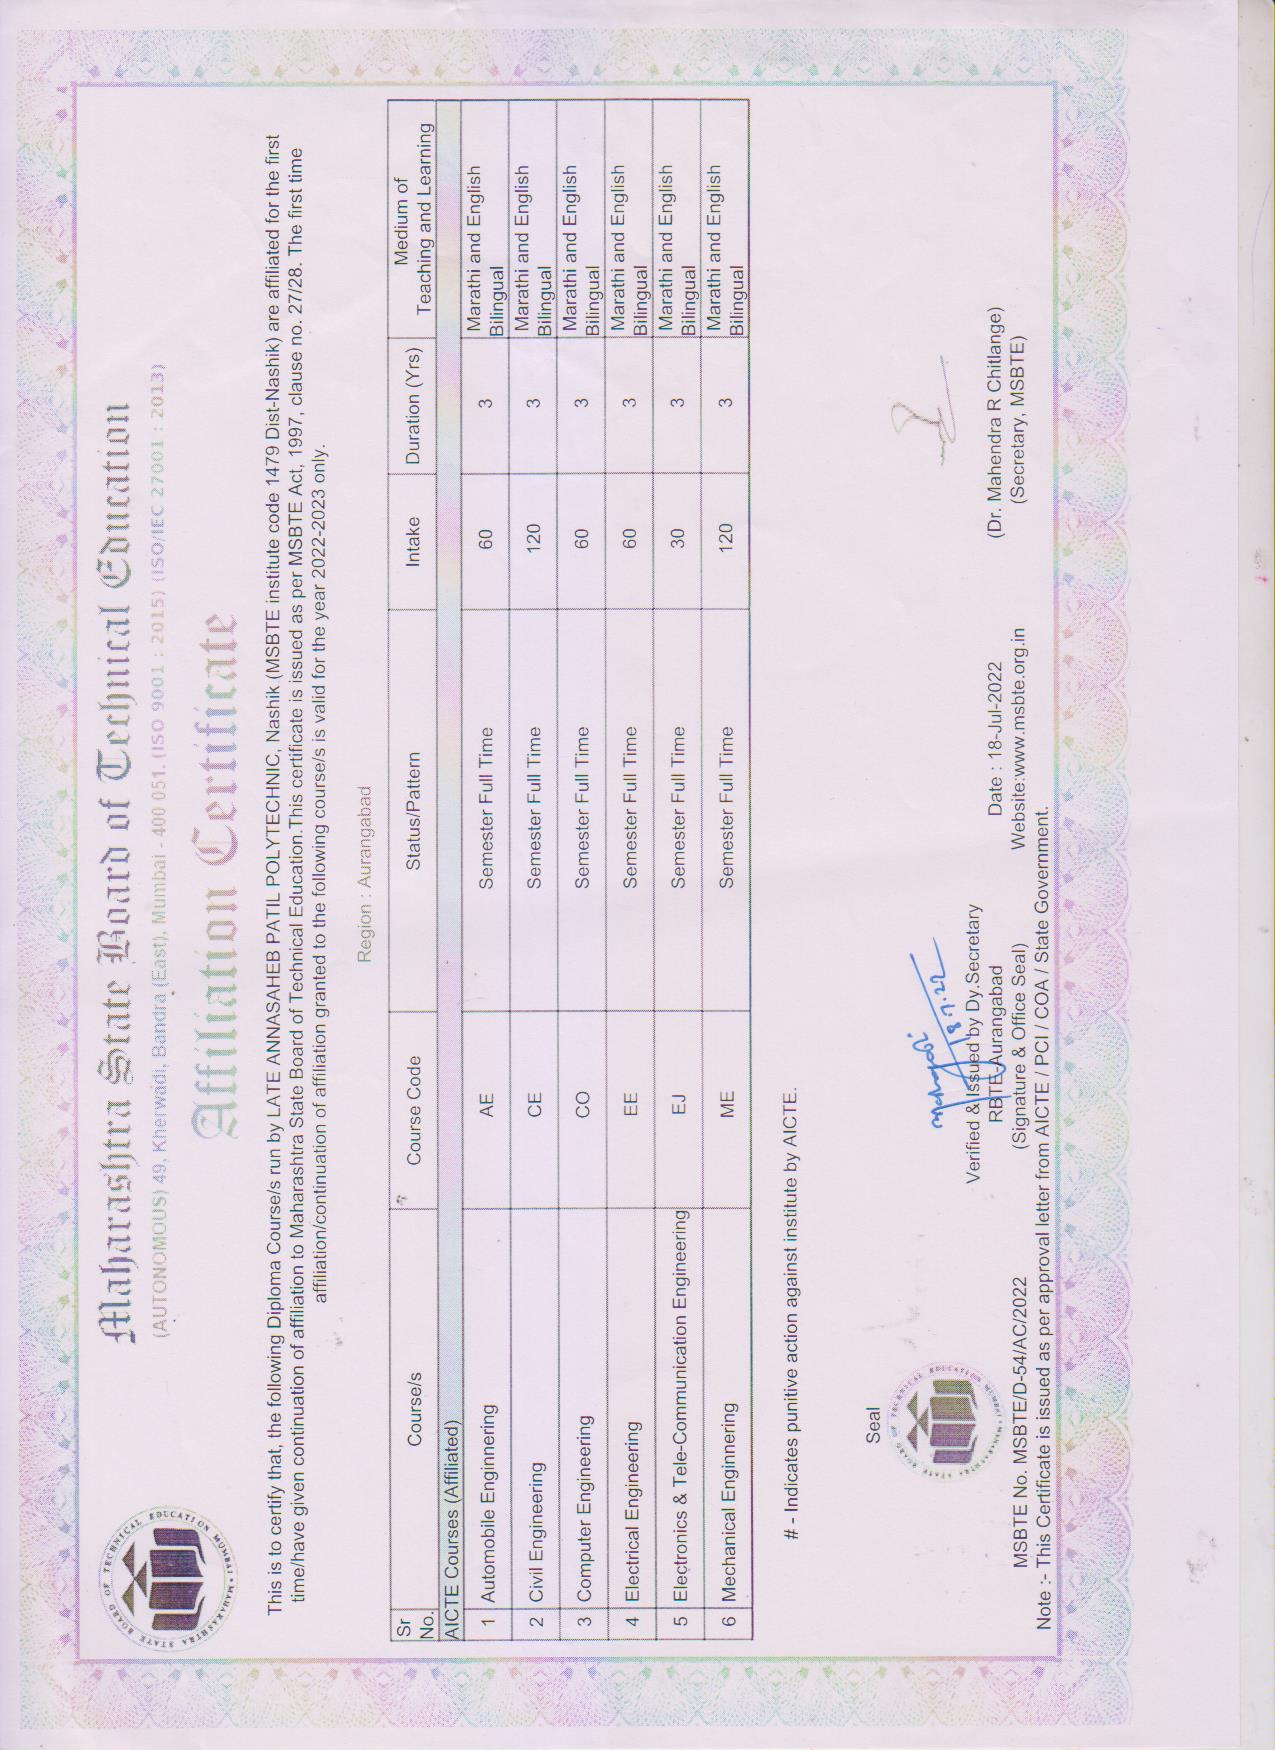 Maharashtra State Board of Technical Education
(AUTONOMOUS) 49, Kherwadi, Bandra (East), Mumbai - 400 051. (ISO 9001 : 2015) (ISO/IEC 27001 : 2013)
STATE BOARD OF TECHNICAL EDUCATION MUMBAI • MAHARASHTRA
Affiliation Certificate
This is to certify that, the following Diploma Course/s run by LATE ANNASAHEB PATIL POLYTECHNIC, Nashik (MSBTE institute code 1479 Dist-Nashik) are affiliated for the first
time/have given continuation of affiliation to Maharashtra State Board of Technical Education.This certificate is issued as per MSBTE Act, 1997, clause no. 27/28. The first time
affiliation/continuation of affiliation granted to the following course/s is valid for the year 2022-2023 only.
Region : Aurangabad
Sr No. Course/s Course Code Status/Pattern Intake Duration (Yrs) Medium of Teaching and Learning
AICTE Courses (Affiliated)
1 Automobile Enginnering AE Semester Full Time 60 3 Marathi and English Bilingual
2 Civil Engineering CE Semester Full Time 120 3 Marathi and English Bilingual
3 Computer Engineering CO Semester Full Time 60 3 Marathi and English Bilingual
4 Electrical Engineering EE Semester Full Time 60 3 Marathi and English Bilingual
5 Electronics & Tele-Communication Engineering EJ Semester Full Time 30 3 Marathi and English Bilingual
6 Mechanical Enginnering ME Semester Full Time 120 3 Marathi and English Bilingual
# - Indicates punitive action against institute by AICTE.
Seal
STATE BOARD OF TECHNICAL EDUCATION MUMBAI • MAHARASHTRA
18.7.22
Verified & Issued by Dy.Secretary
RBTE-Aurangabad
(Signature & Office Seal)
Date : 18-Jul-2022
Website:www.msbte.org.in
(Dr. Mahendra R Chitlange)
(Secretary, MSBTE)
MSBTE No. MSBTE/D-54/AC/2022
Note :- This Certificate is issued as per approval letter from AICTE / PCI / COA / State Government.